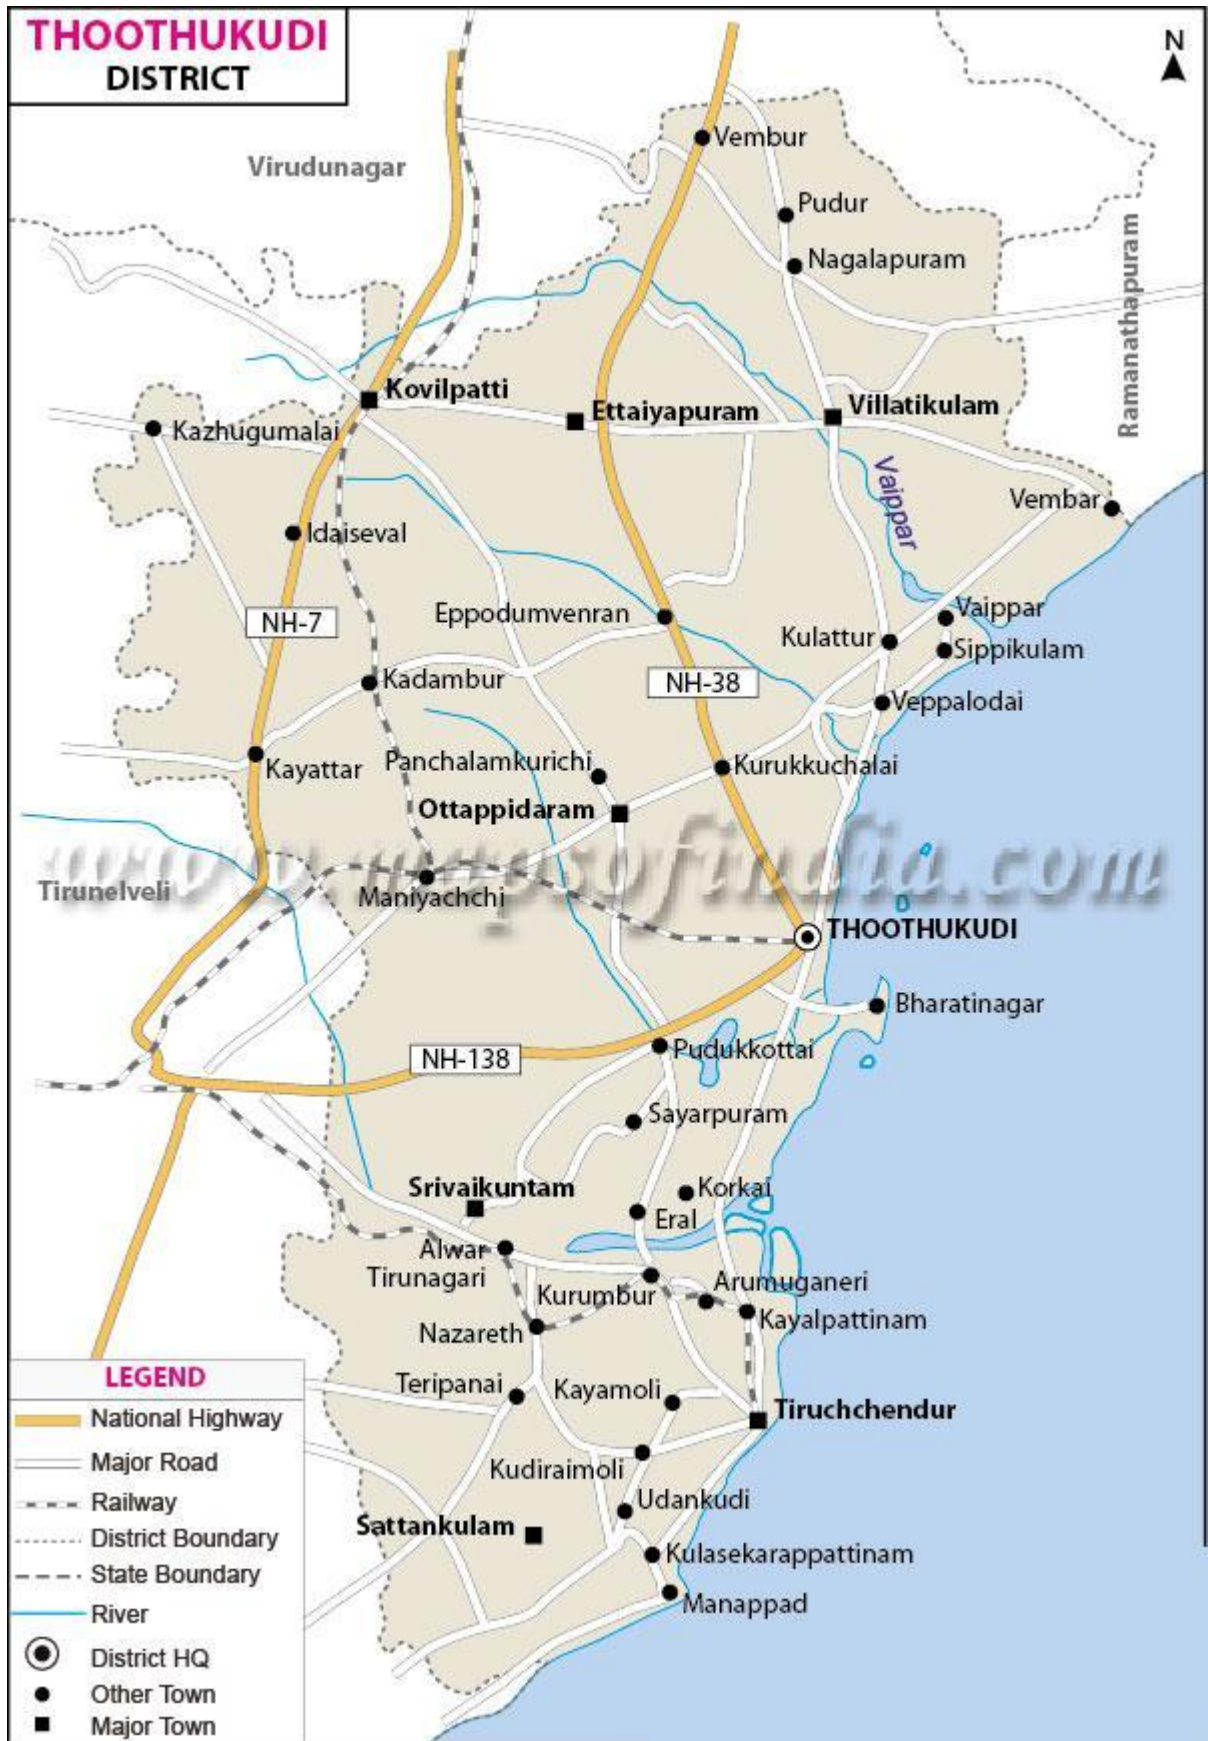 THOOTHUKUDI
DISTRICT
N
Virudunagar
Vembur
Pudur
Nagalapuram
Ramanathapuram
Kovilpatti
Ettaiyapuram
Villatikulam
Kazhugumalai
Vaippar
Vembar
Idaiseval
NH-7
Eppodumvenran
Vaippar
Kulattur
Sippikulam
Kadambur
NH-38
Veppalodai
Kayattar
Panchalamkurichi
Kurukkuchalai
Ottappidaram
www.mapsofindia.com
Tirunelveli
Maniyachchi
THOOTHUKUDI
Bharatinagar
NH-138
Pudukkottai
Sayarpuram
Srivaikuntam
Korkai
Eral
Alwar
Tirunagari
Kurumbur
Arumuganeri
Kayalpattinam
Nazareth
Teripanai
Kayamoli
Tiruchchendur
Kudiraimoli
Udankudi
Sattankulam
Kulasekarappattinam
Manappad
LEGEND
National Highway
Major Road
Railway
District Boundary
State Boundary
River
District HQ
Other Town
Major Town